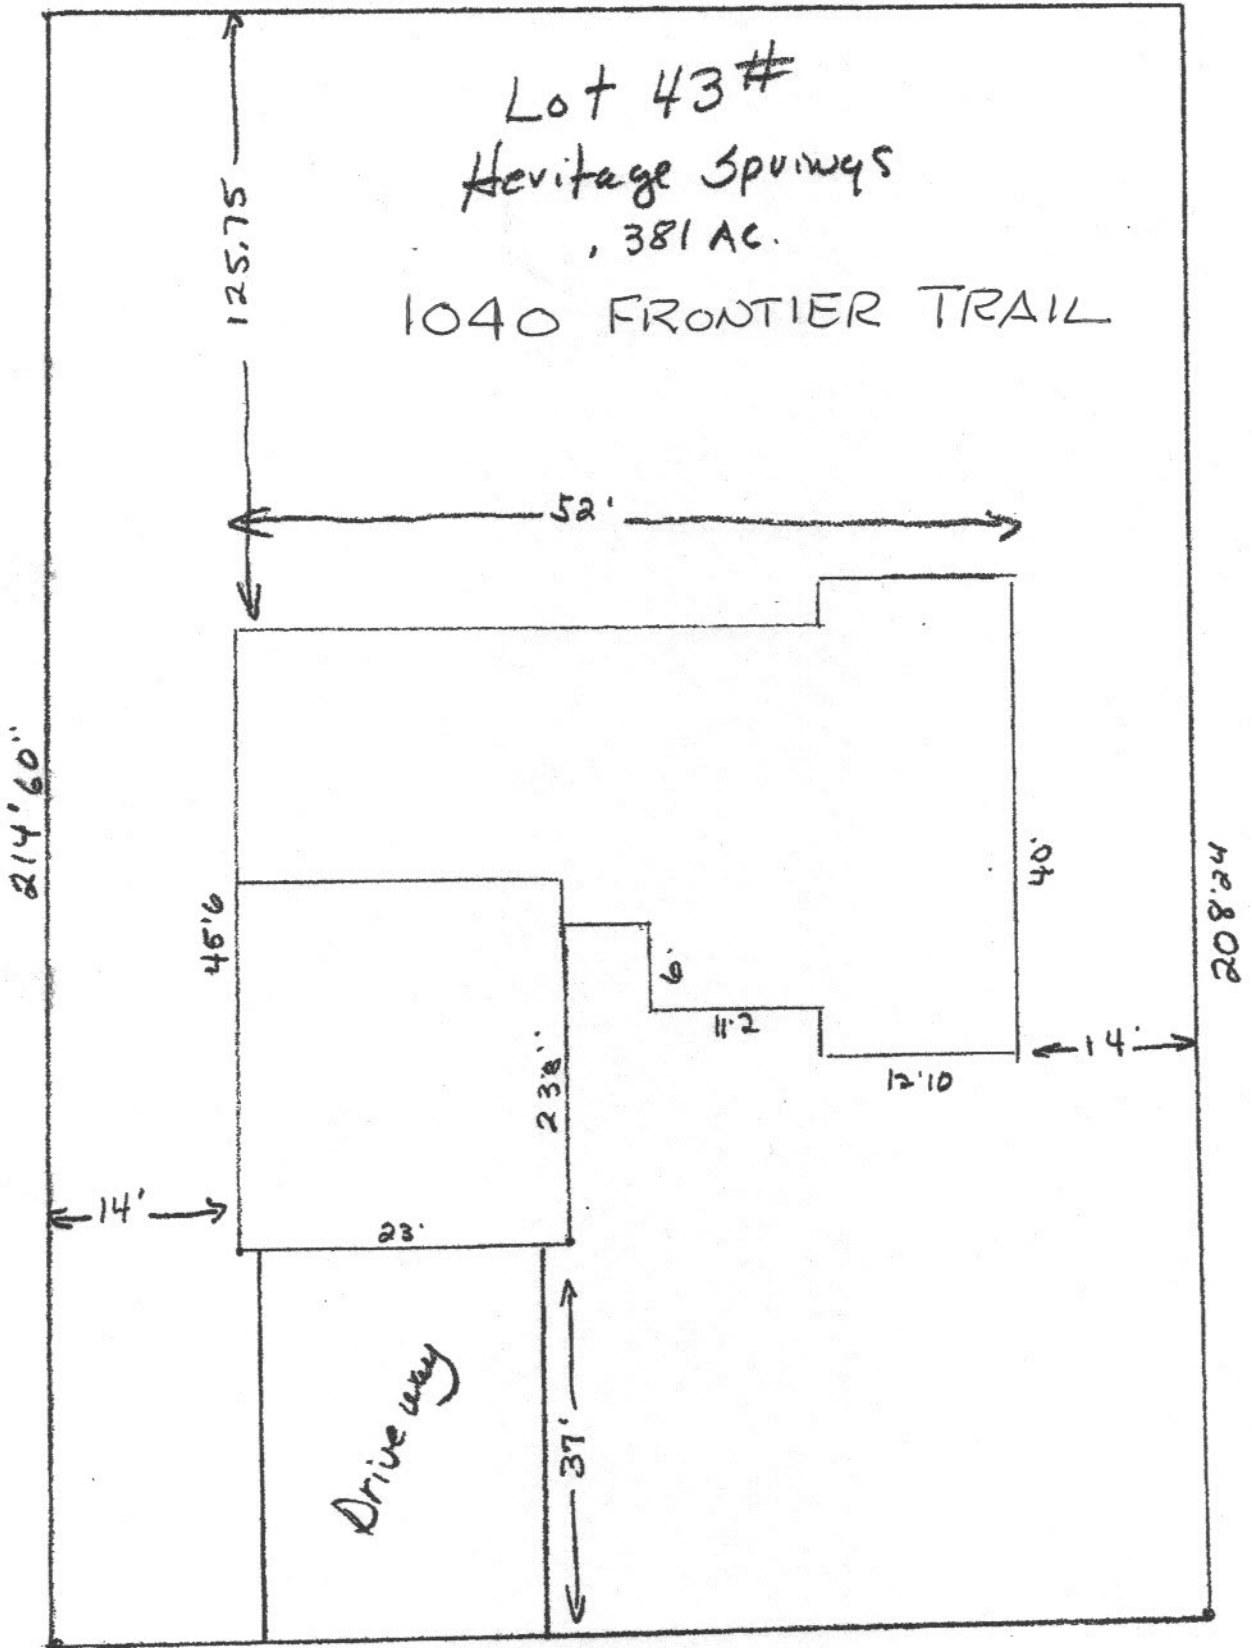 Lot 43#
Heritage Springs
.381 AC.
1040 FRONTIER TRAIL
125.75
52'
214'60"
45'6
40'
208'24
6'
11'2
12'10
14'
23'8"
14'
23'
37'
Driveway